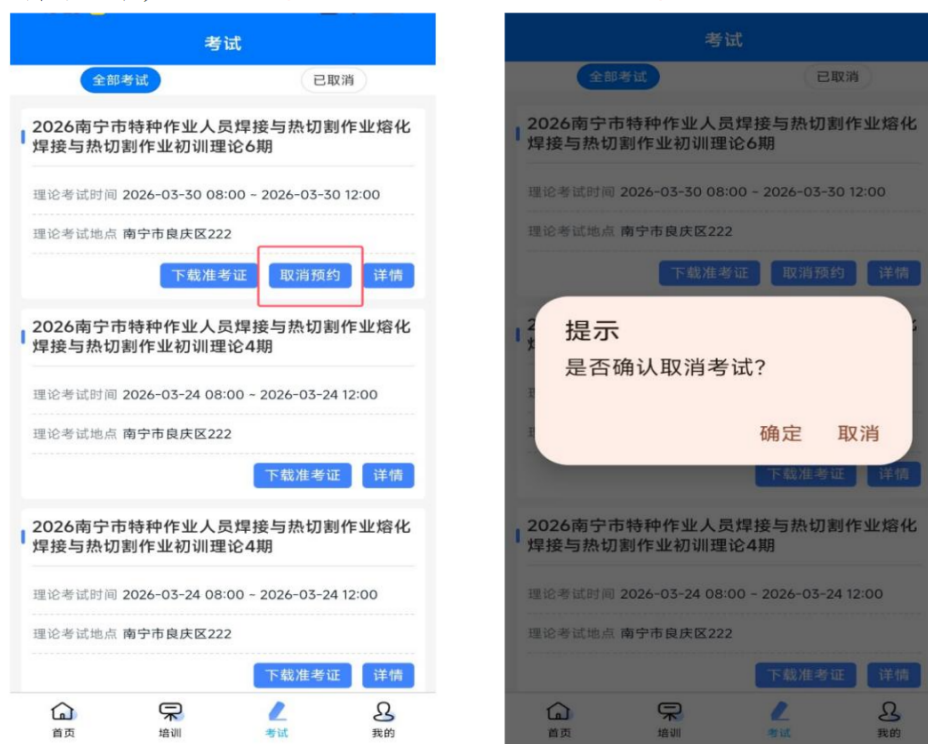 考试
全部考试
已取消
2026南宁市特种作业人员焊接与热切割作业熔化
焊接与热切割作业初训理论6期
理论考试时间 2026-03-30 08:00 ~ 2026-03-30 12:00
理论考试地点 南宁市良庆区222
下载准考证
取消预约
详情
2026南宁市特种作业人员焊接与热切割作业熔化
焊接与热切割作业初训理论4期
理论考试时间 2026-03-24 08:00 ~ 2026-03-24 12:00
理论考试地点 南宁市良庆区222
下载准考证
详情
2026南宁市特种作业人员焊接与热切割作业熔化
焊接与热切割作业初训理论4期
理论考试时间 2026-03-24 08:00 ~ 2026-03-24 12:00
理论考试地点 南宁市良庆区222
下载准考证
详情
首页
培训
考试
我的
考试
全部考试
已取消
2026南宁市特种作业人员焊接与热切割作业熔化
焊接与热切割作业初训理论6期
理论考试时间 2026-03-30 08:00 ~ 2026-03-30 12:00
理论考试地点 南宁市良庆区222
下载准考证
取消预约
详情
提示
是否确认取消考试?
确定
取消
下载准考证
详情
2026南宁市特种作业人员焊接与热切割作业熔化
焊接与热切割作业初训理论4期
理论考试时间 2026-03-24 08:00 ~ 2026-03-24 12:00
理论考试地点 南宁市良庆区222
下载准考证
详情
首页
培训
考试
我的